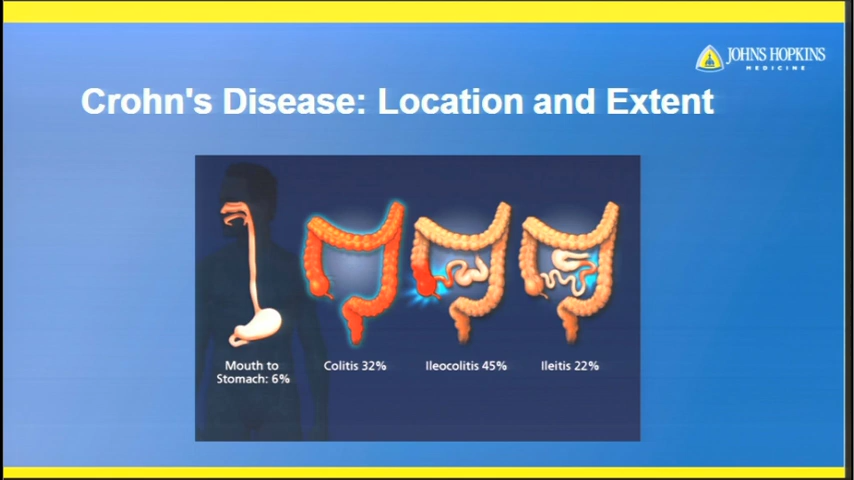 JOHNS HOPKINS
MEDICINE
Crohn's Disease: Location and Extent
Mouth to
Stomach: 6%
Colitis 32%
Ileocolitis 45%
Ileitis 22%